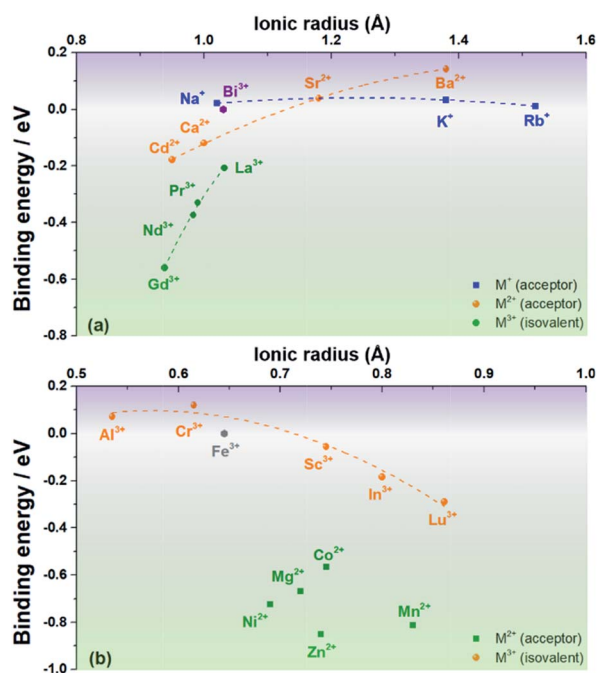 Ionic radius (Å)
1.0 1.2 1.4 1.6
0.2
0.0
-0.2
-0.4
-0.6
-0.8
Binding energy / eV
Na⁺
Bi³⁺
Sr²⁺
Ba²⁺
K⁺
Rb⁺
Ca²⁺
Cd²⁺
La³⁺
Pr³⁺
Nd³⁺
Gd³⁺
M⁺ (acceptor)
M²⁺ (acceptor)
M³⁺ (isovalent)
(a)
Ionic radius (Å)
0.5 0.6 0.7 0.8 0.9 1.0
0.2
0.0
-0.2
-0.4
-0.6
-0.8
-1.0
Binding energy / eV
Al³⁺
Cr³⁺
Fe³⁺
Sc³⁺
In³⁺
Lu³⁺
Co²⁺
Mg²⁺
Ni²⁺
Mn²⁺
Zn²⁺
M²⁺ (acceptor)
M³⁺ (isovalent)
(b)